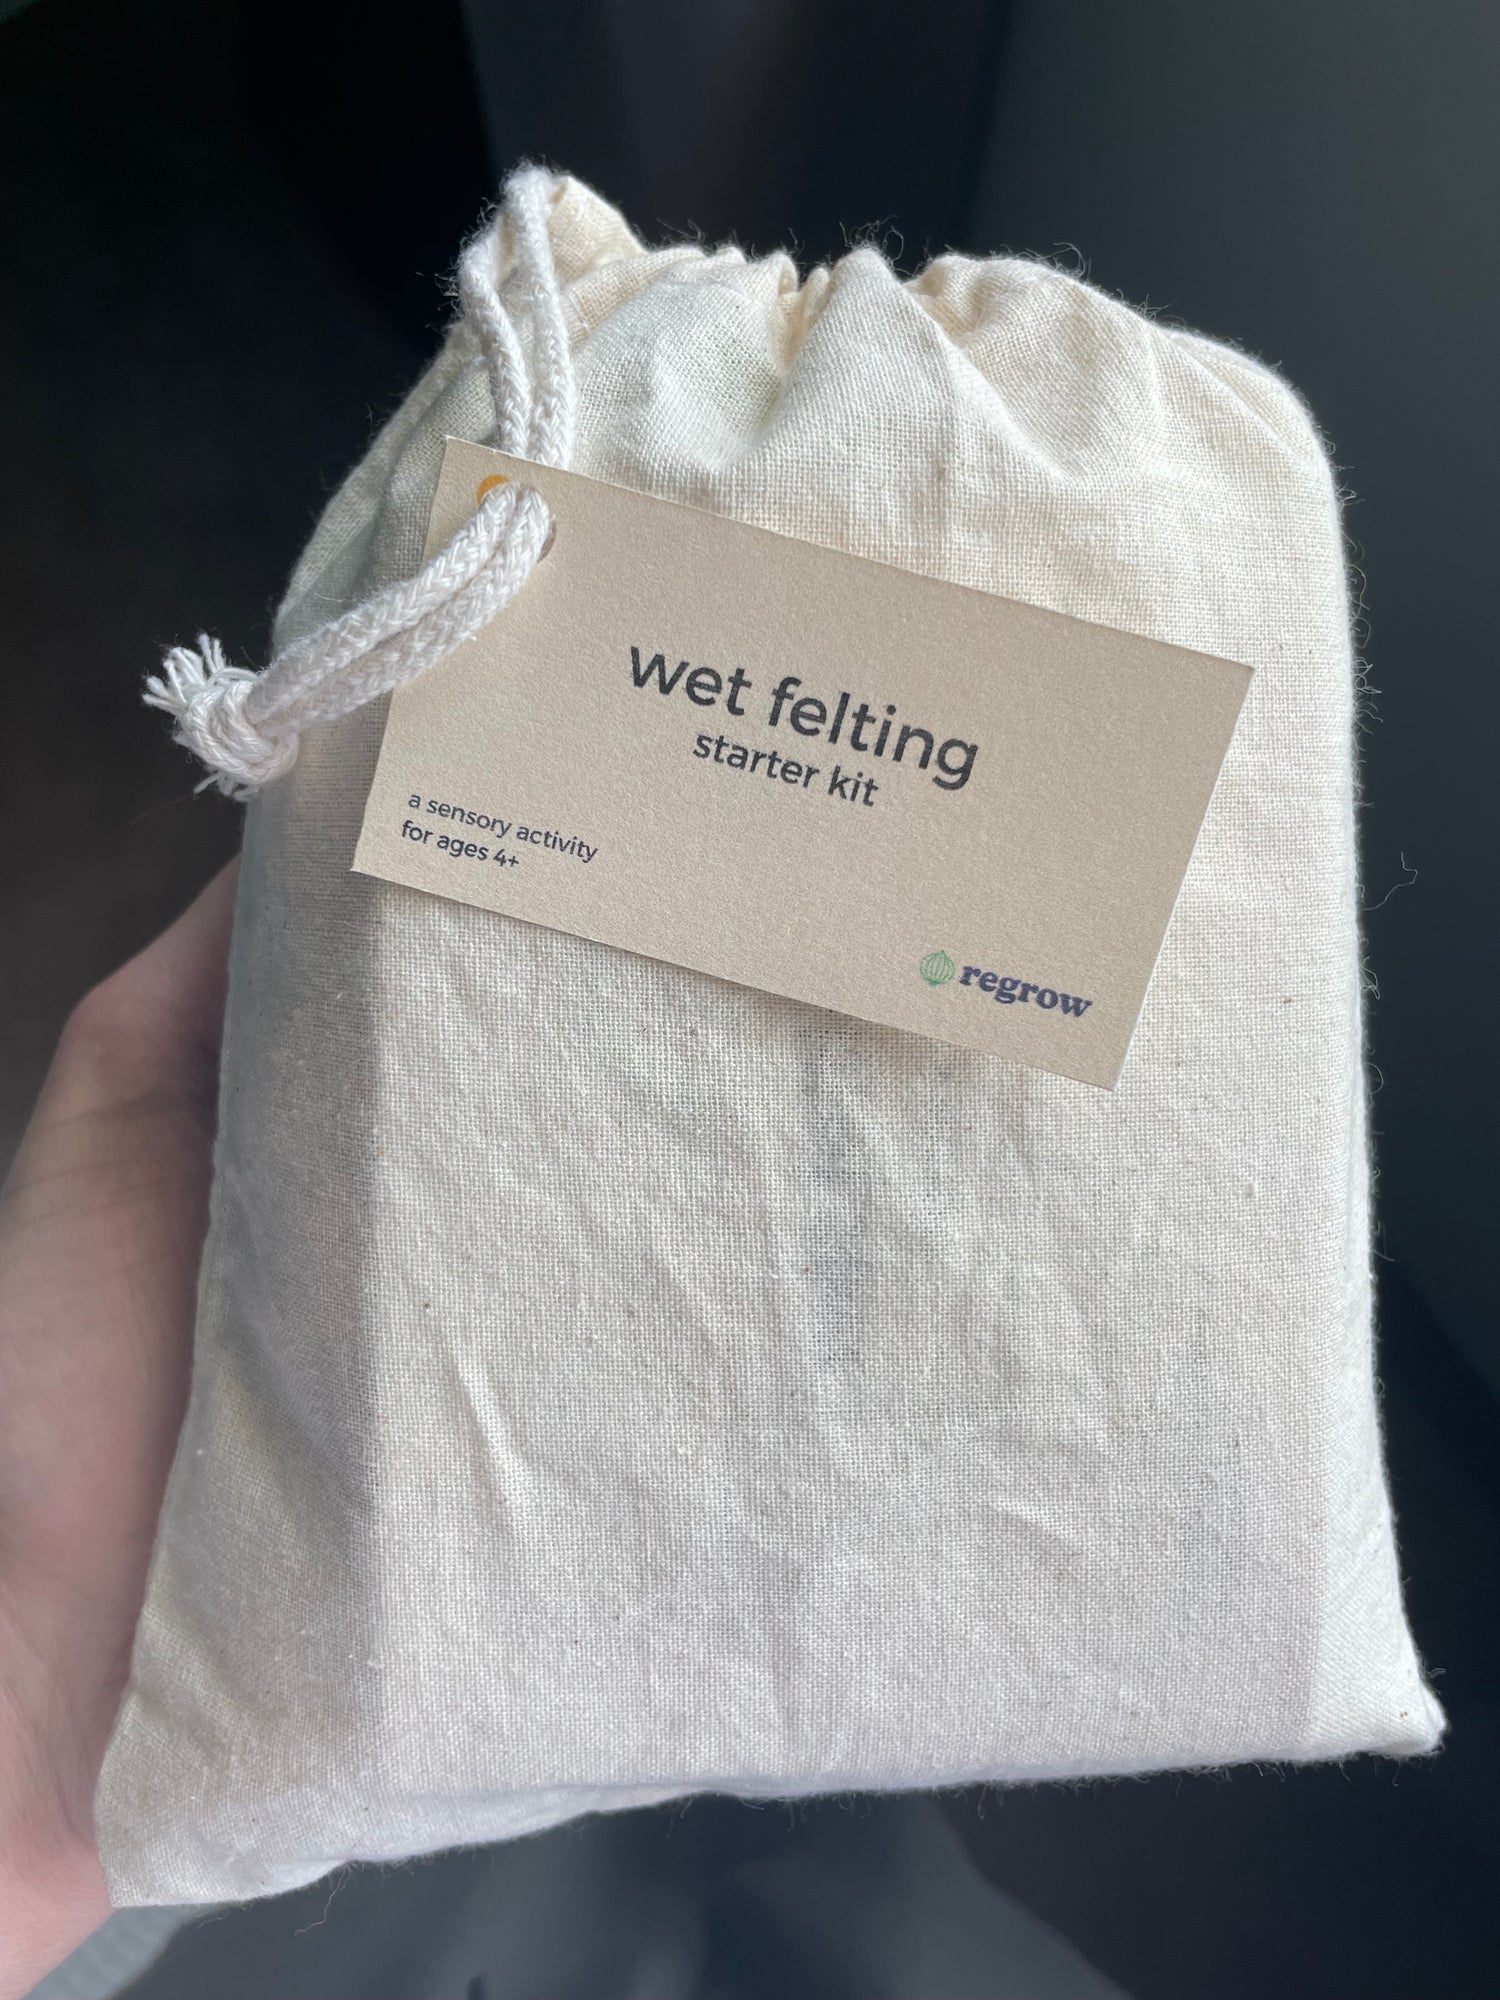 wet felting
starter kit
a sensory activity
for ages 4+
regrow